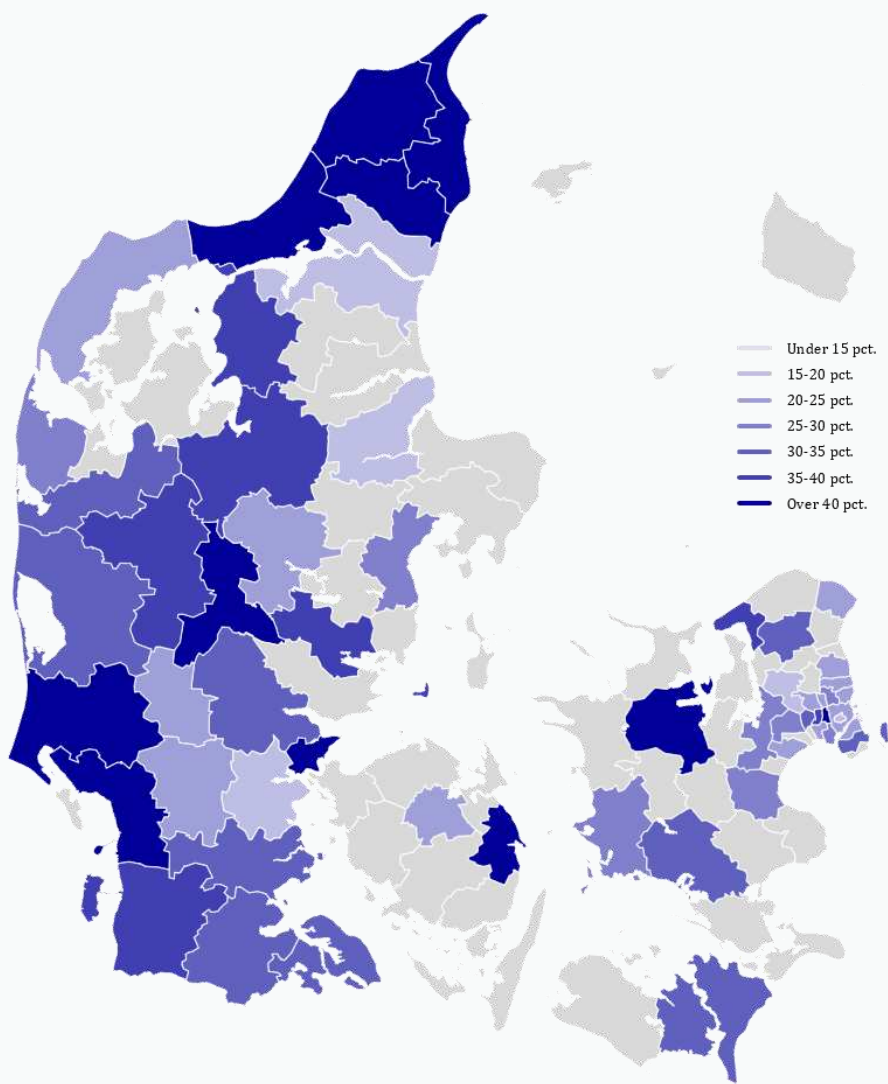 Under 15 pct.
15-20 pct.
20-25 pct.
25-30 pct.
30-35 pct.
35-40 pct.
Over 40 pct.